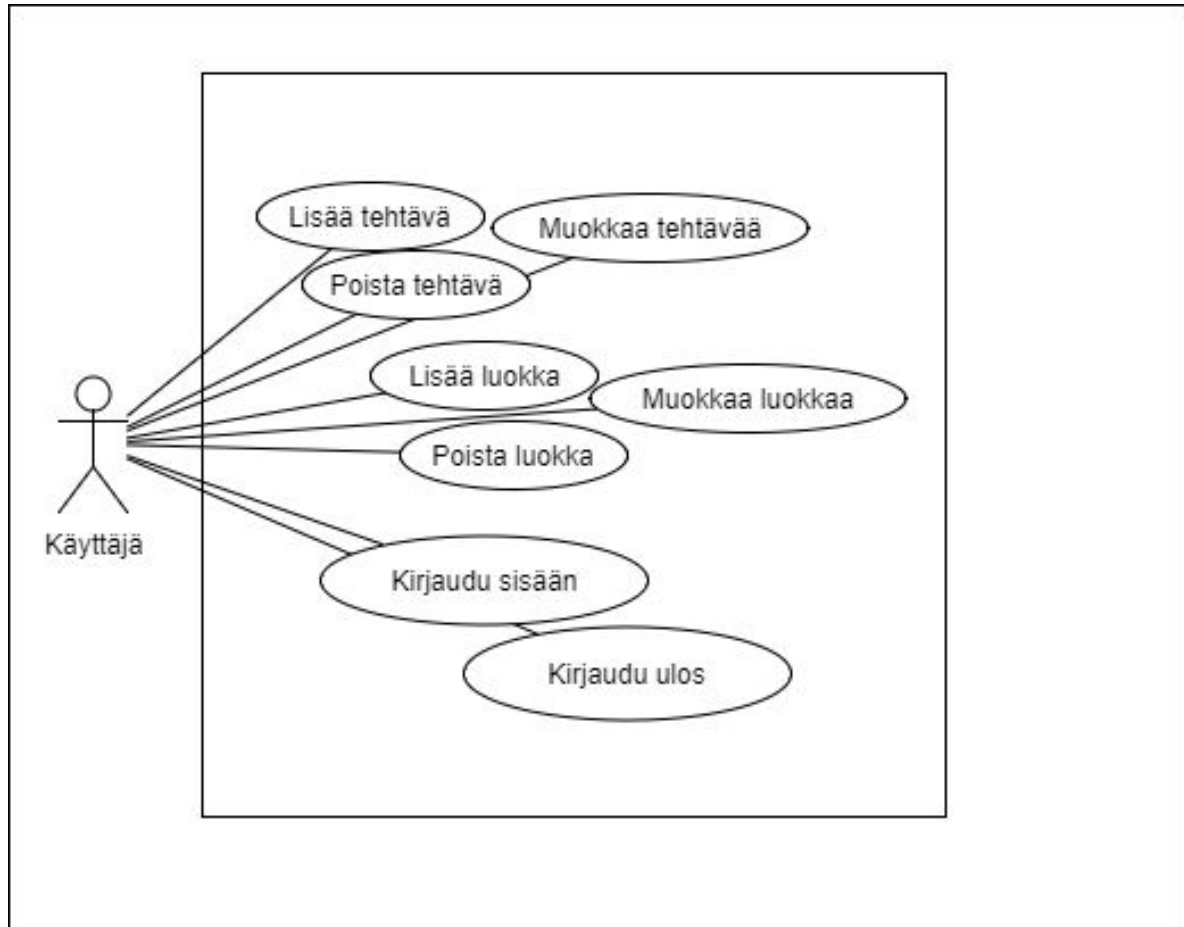 Lisää tehtävä
Muokkaa tehtävää
Poista tehtävä
Lisää luokka
Muokkaa luokkaa
Poista luokka
Käyttäjä
Kirjaudu sisään
Kirjaudu ulos